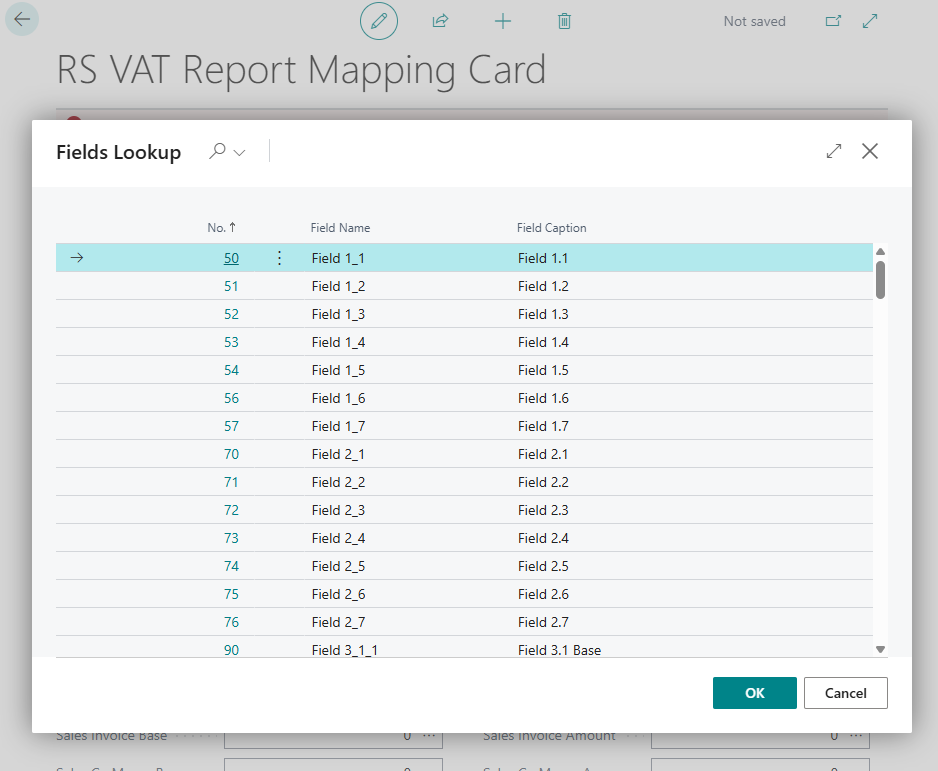 Not saved
RS VAT Report Mapping Card
Fields Lookup
No. ↑ Field Name Field Caption
50 Field 1_1 Field 1.1
51 Field 1_2 Field 1.2
52 Field 1_3 Field 1.3
53 Field 1_4 Field 1.4
54 Field 1_5 Field 1.5
56 Field 1_6 Field 1.6
57 Field 1_7 Field 1.7
70 Field 2_1 Field 2.1
71 Field 2_2 Field 2.2
72 Field 2_3 Field 2.3
73 Field 2_4 Field 2.4
74 Field 2_5 Field 2.5
75 Field 2_6 Field 2.6
76 Field 2_7 Field 2.7
90 Field 3_1_1 Field 3.1 Base
OK Cancel
Sales Invoice Base 0 Sales Invoice Amount 0